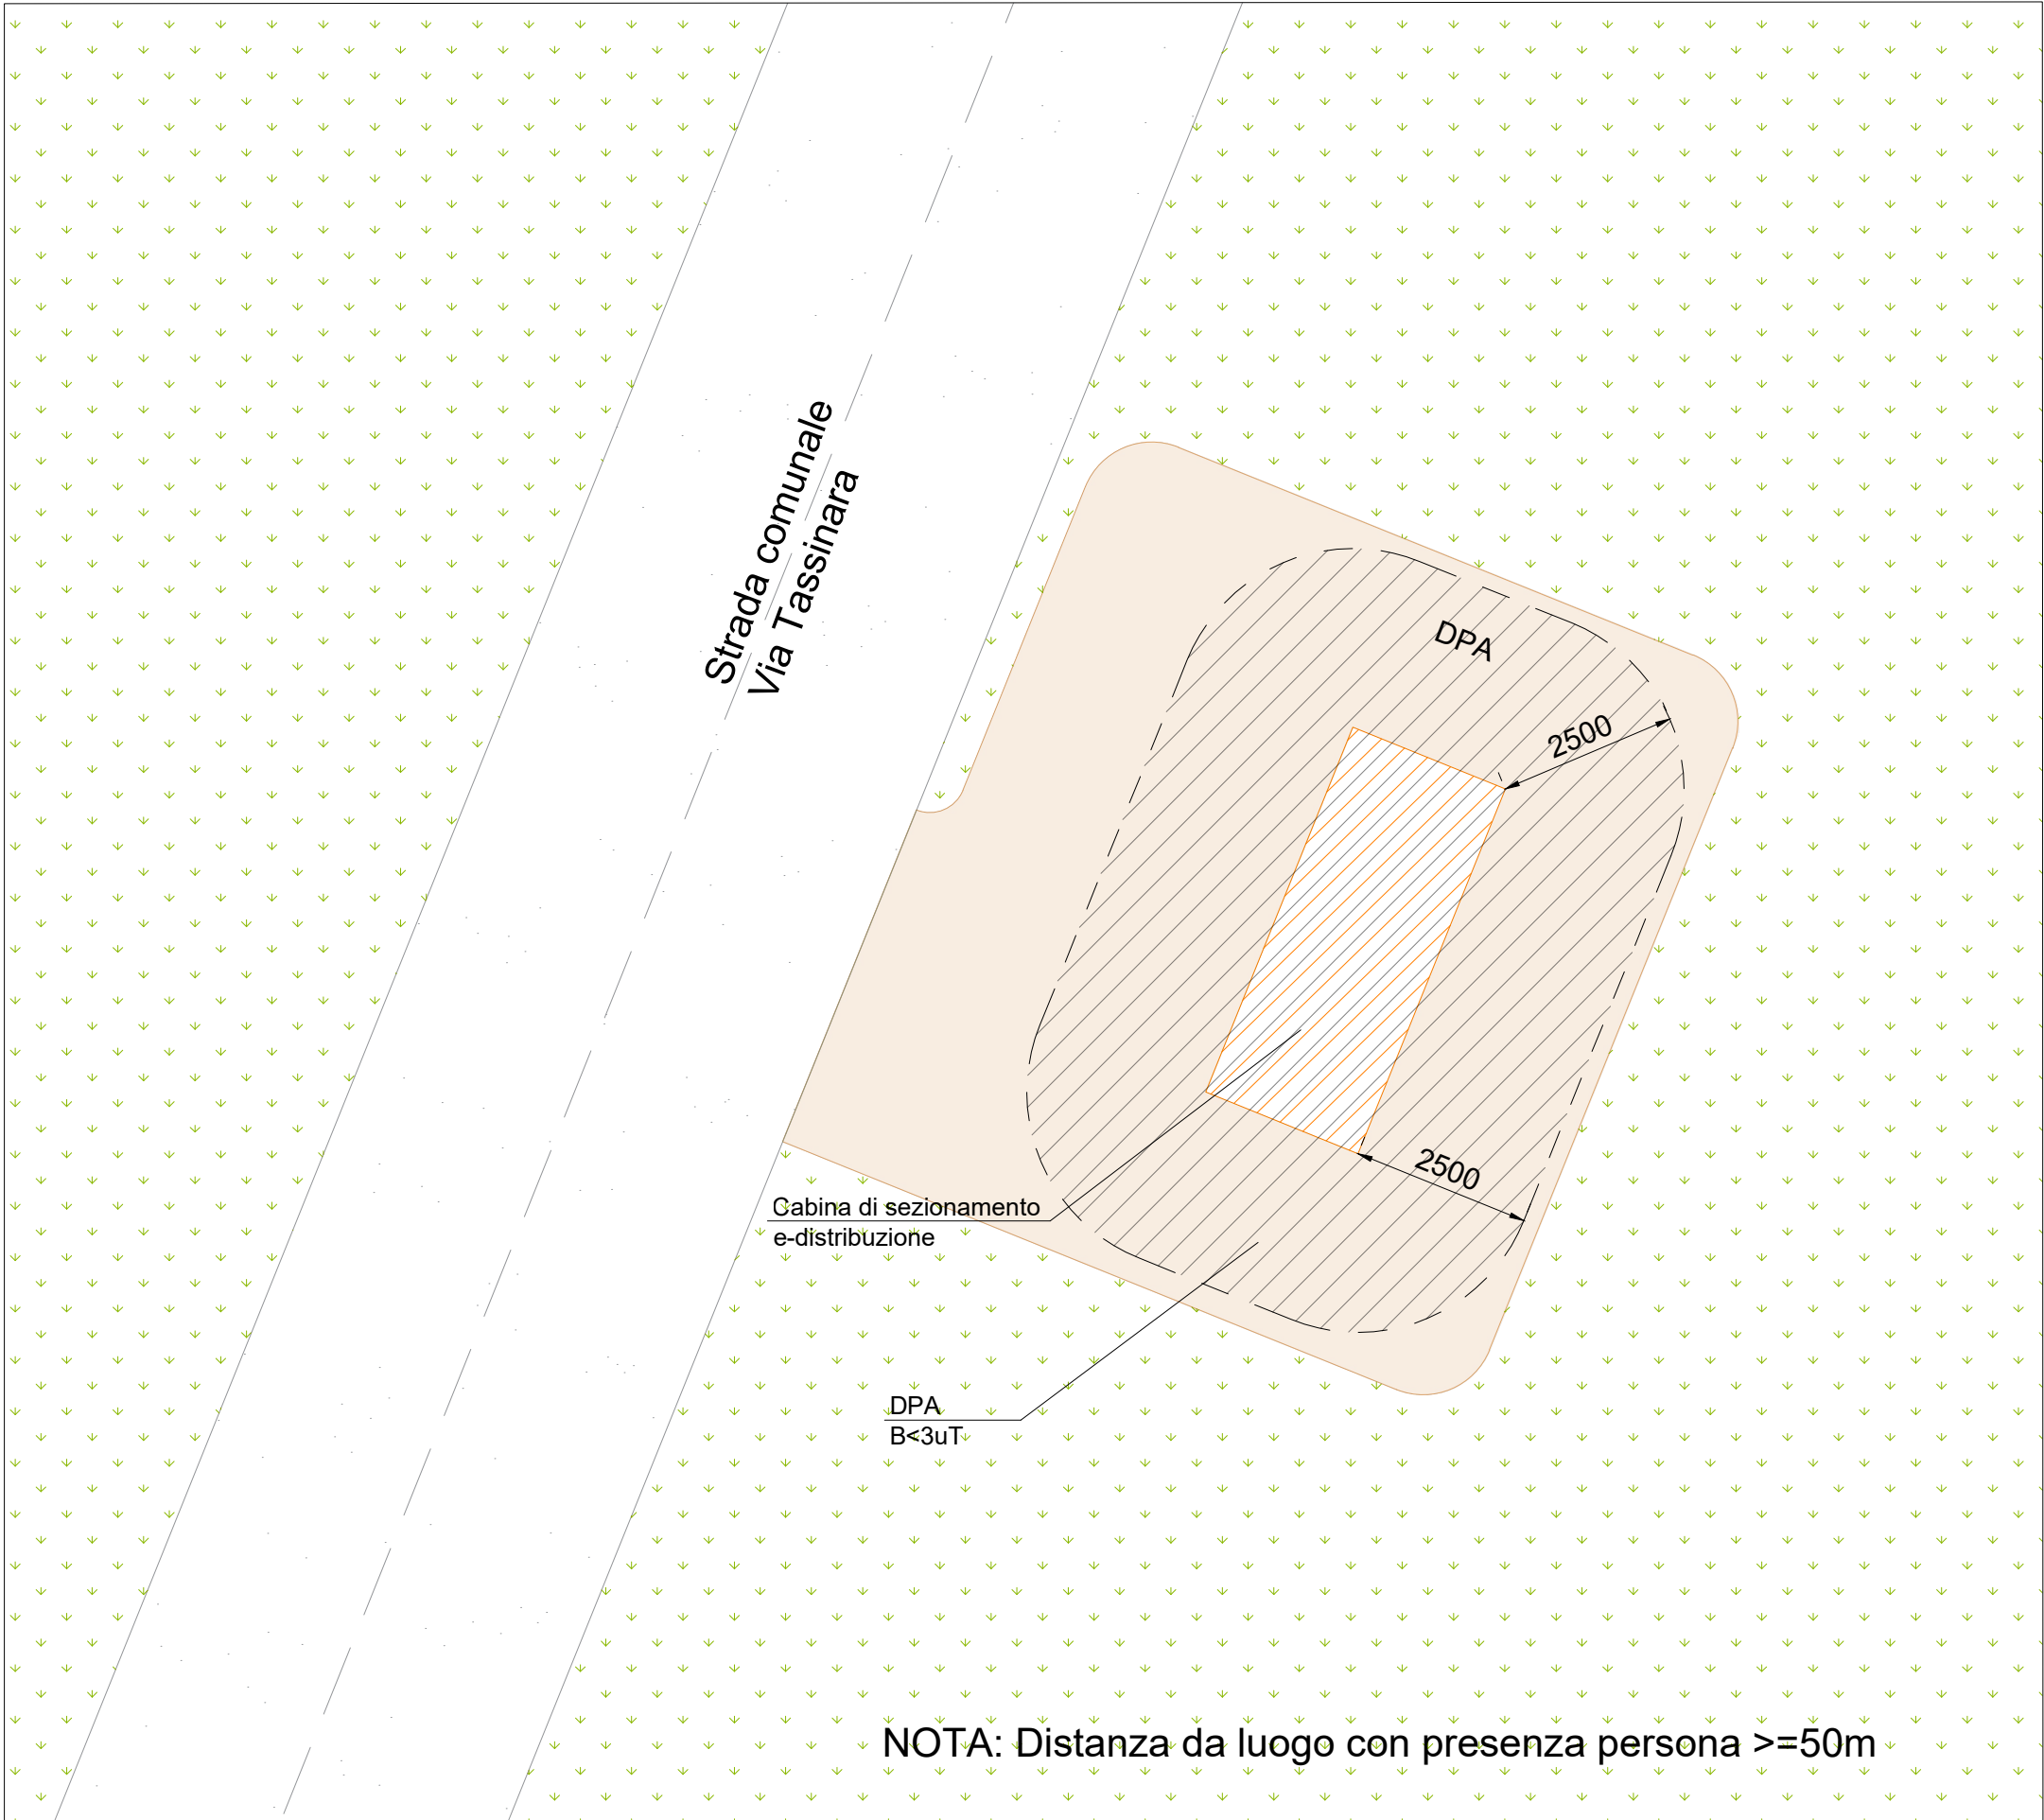 Strada comunale
Via Tassinara
DPA
2500
2500
Cabina di sezionamento
e-distribuzione
DPA
B<3uT
NOTA: Distanza da luogo con presenza persona >=50m